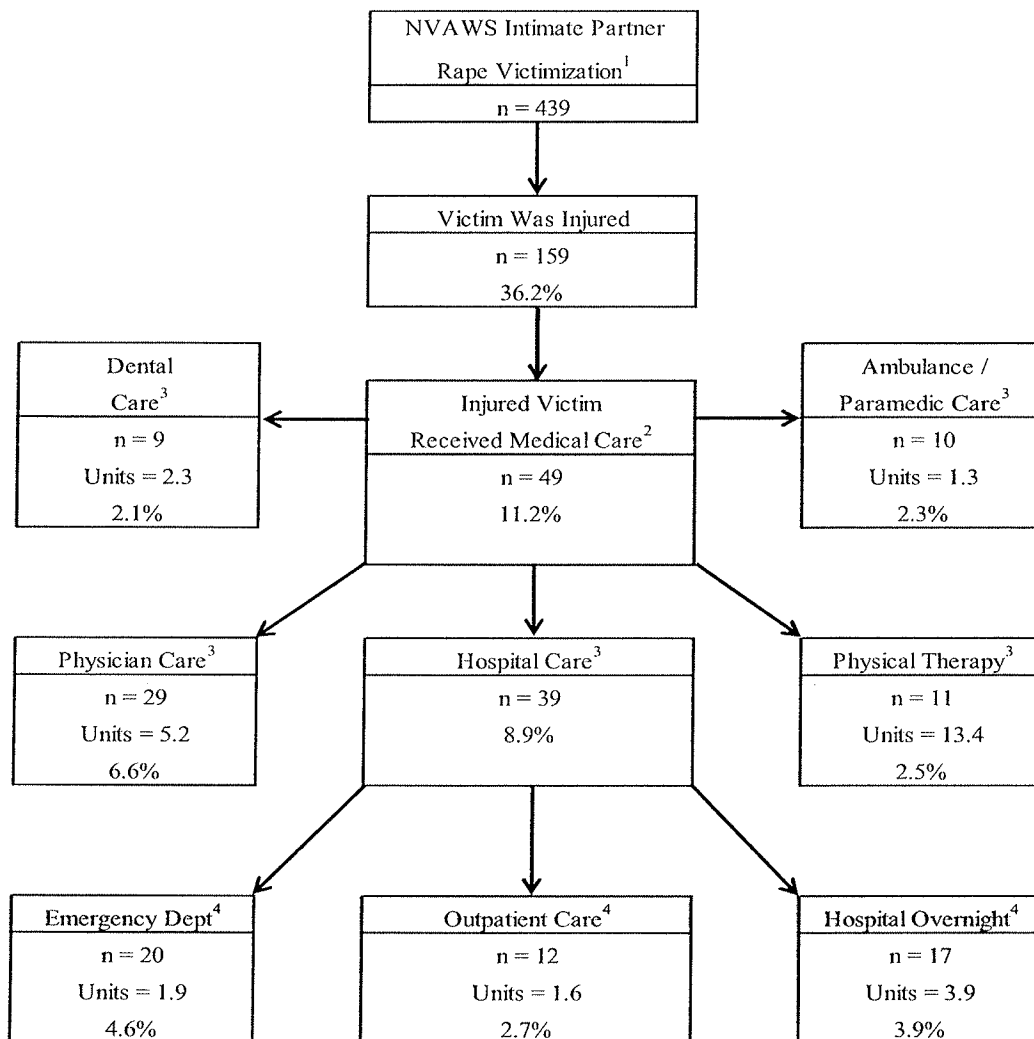 NVAWS Intimate Partner
Rape Victimization¹
n = 439
Victim Was Injured
n = 159
36.2%
Dental
Care³
n = 9
Units = 2.3
2.1%
Injured Victim
Received Medical Care²
n = 49
11.2%
Ambulance /
Paramedic Care³
n = 10
Units = 1.3
2.3%
Physician Care³
n = 29
Units = 5.2
6.6%
Hospital Care³
n = 39
8.9%
Physical Therapy³
n = 11
Units = 13.4
2.5%
Emergency Dept⁴
n = 20
Units = 1.9
4.6%
Outpatient Care⁴
n = 12
Units = 1.6
2.7%
Hospital Overnight⁴
n = 17
Units = 3.9
3.9%